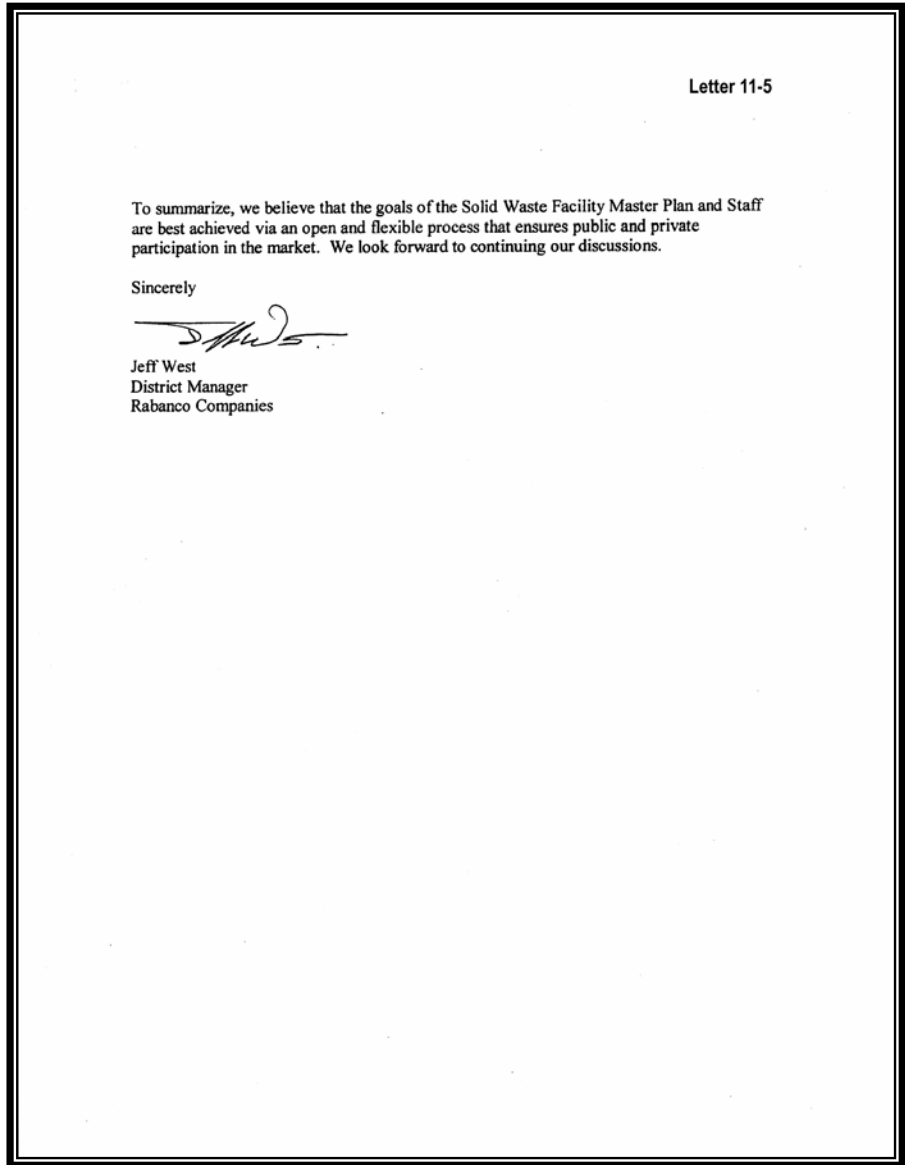 Letter 11-5
To summarize, we believe that the goals of the Solid Waste Facility Master Plan and Staff
are best achieved via an open and flexible process that ensures public and private
participation in the market.  We look forward to continuing our discussions.
Sincerely
Jeff West
District Manager
Rabanco Companies